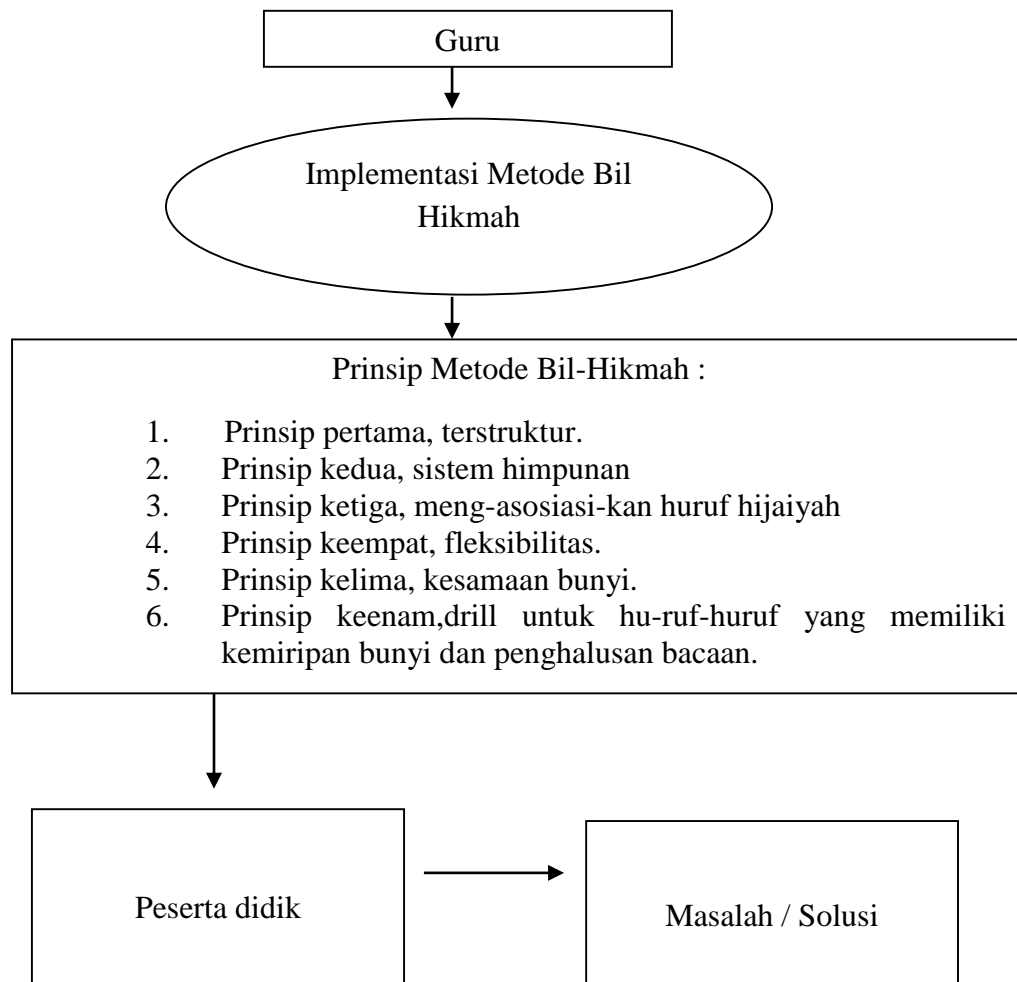 Guru
Implementasi Metode Bil
Hikmah
Prinsip Metode Bil-Hikmah :
1. Prinsip pertama, terstruktur.
2. Prinsip kedua, sistem himpunan
3. Prinsip ketiga, meng-asosiasi-kan huruf hijaiyah
4. Prinsip keempat, fleksibilitas.
5. Prinsip kelima, kesamaan bunyi.
6. Prinsip keenam,drill untuk hu-ruf-huruf yang memiliki
kemiripan bunyi dan penghalusan bacaan.
Peserta didik
Masalah / Solusi